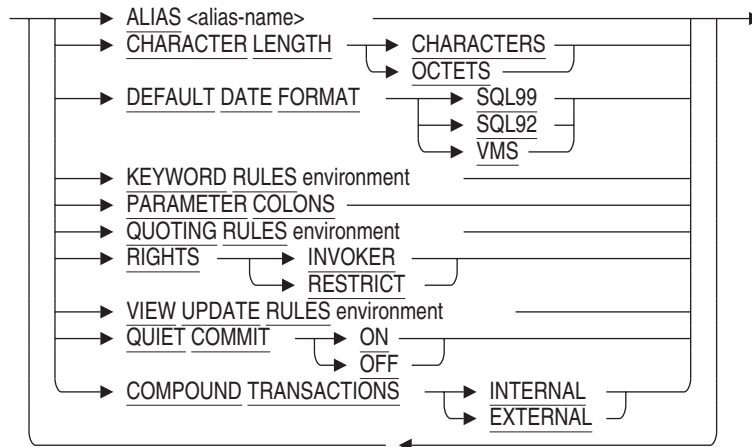 ALIAS <alias-name>
CHARACTER LENGTH CHARACTERS
OCTETS
DEFAULT DATE FORMAT SQL99
SQL92
VMS
KEYWORD RULES environment
PARAMETER COLONS
QUOTING RULES environment
RIGHTS INVOKER
RESTRICT
VIEW UPDATE RULES environment
QUIET COMMIT ON
OFF
COMPOUND TRANSACTIONS INTERNAL
EXTERNAL